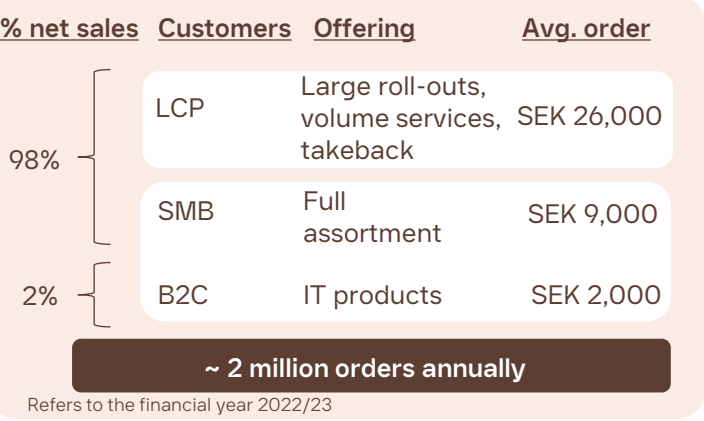 % net sales Customers Offering Avg. order
98%
LCP
Large roll-outs,
volume services,
takeback
SEK 26,000
SMB
Full
assortment
SEK 9,000
2%
B2C
IT products
SEK 2,000
~ 2 million orders annually
Refers to the financial year 2022/23